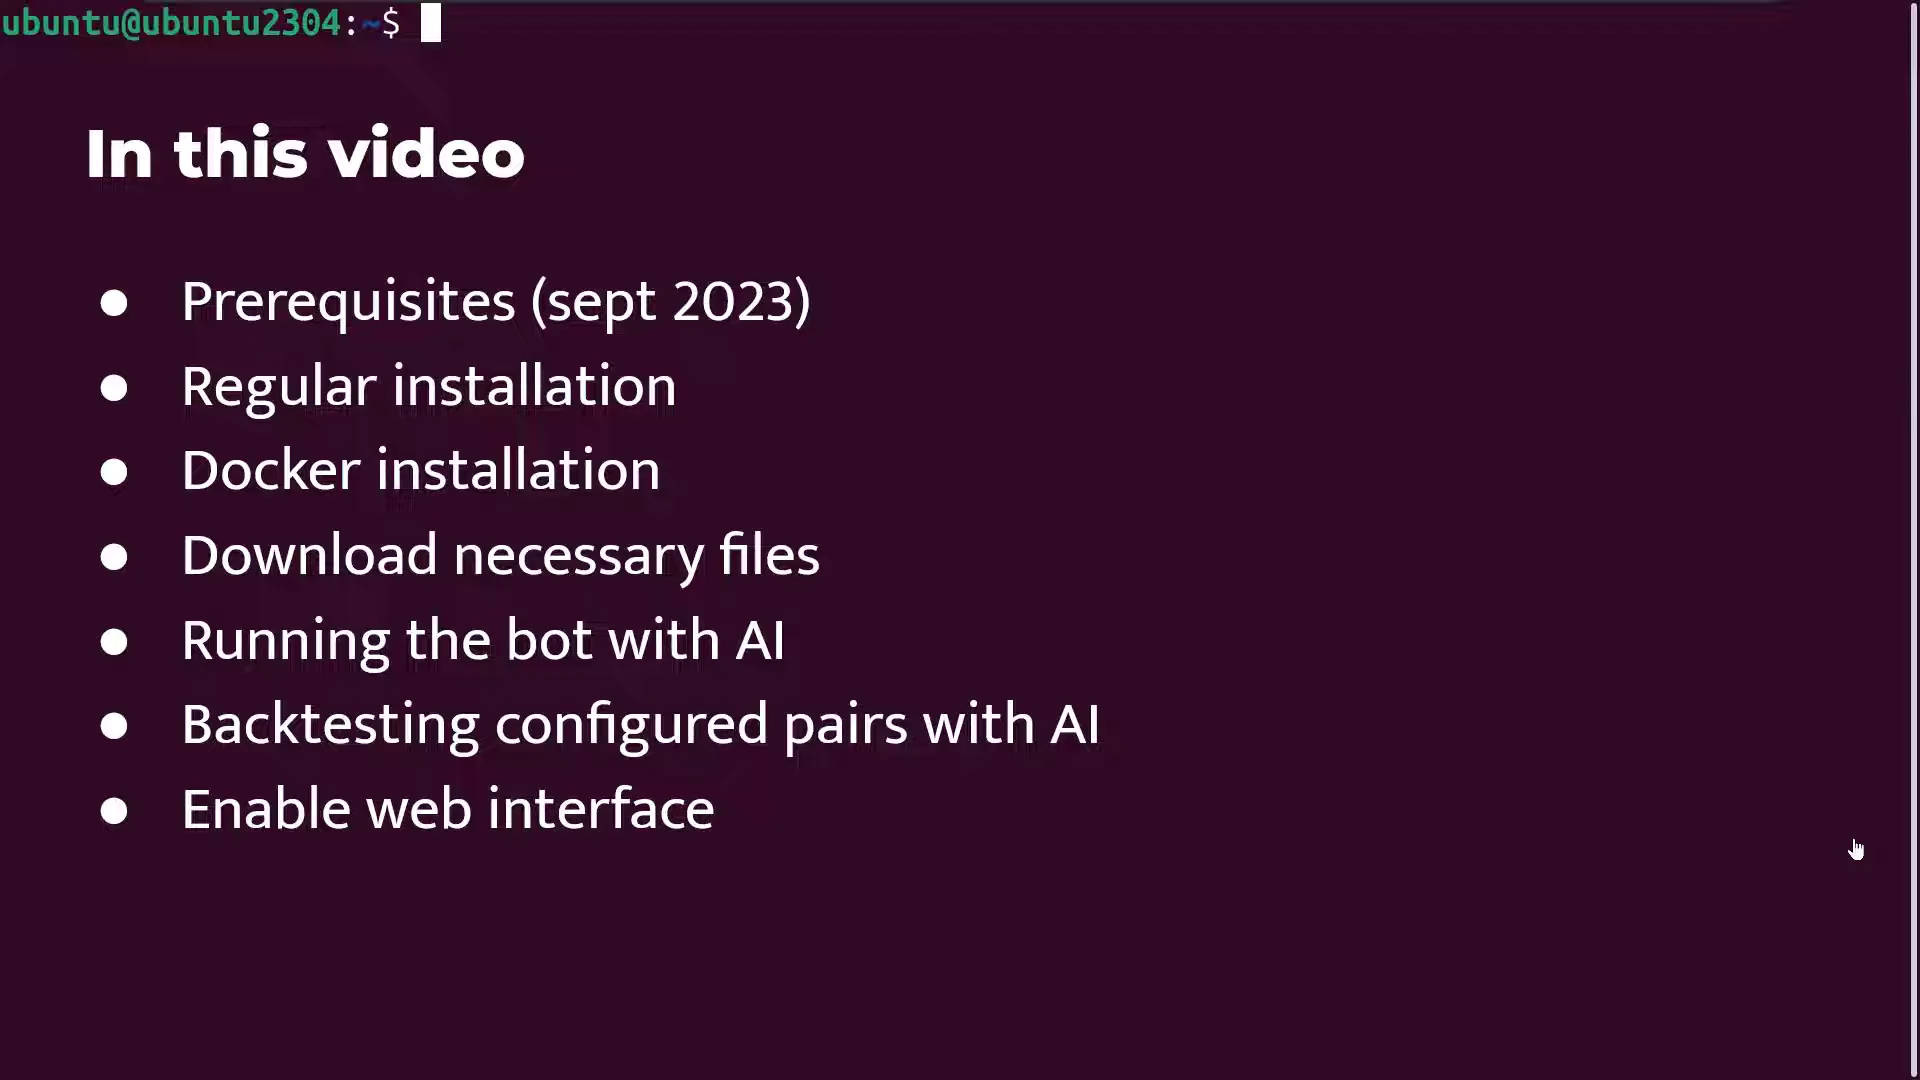 ubuntu@ubuntu2304:~$
In this video
● Prerequisites (sept 2023)
● Regular installation
● Docker installation
● Download necessary files
● Running the bot with AI
● Backtesting configured pairs with AI
● Enable web interface